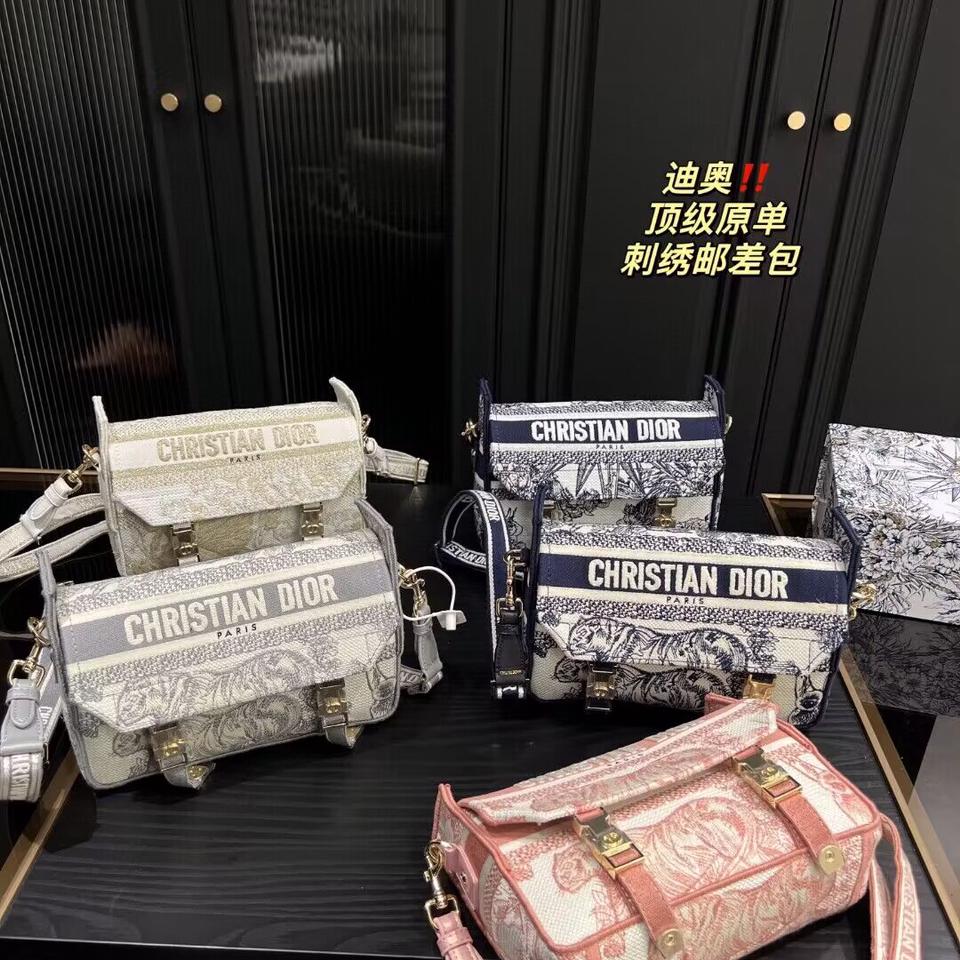 迪奥‼️
顶级原单
刺绣邮差包
CHRISTIAN DIOR
PARIS
CHRISTIAN DIOR
PARIS
CHRISTIAN DIOR
PARIS
CHRISTIAN DIOR
PARIS